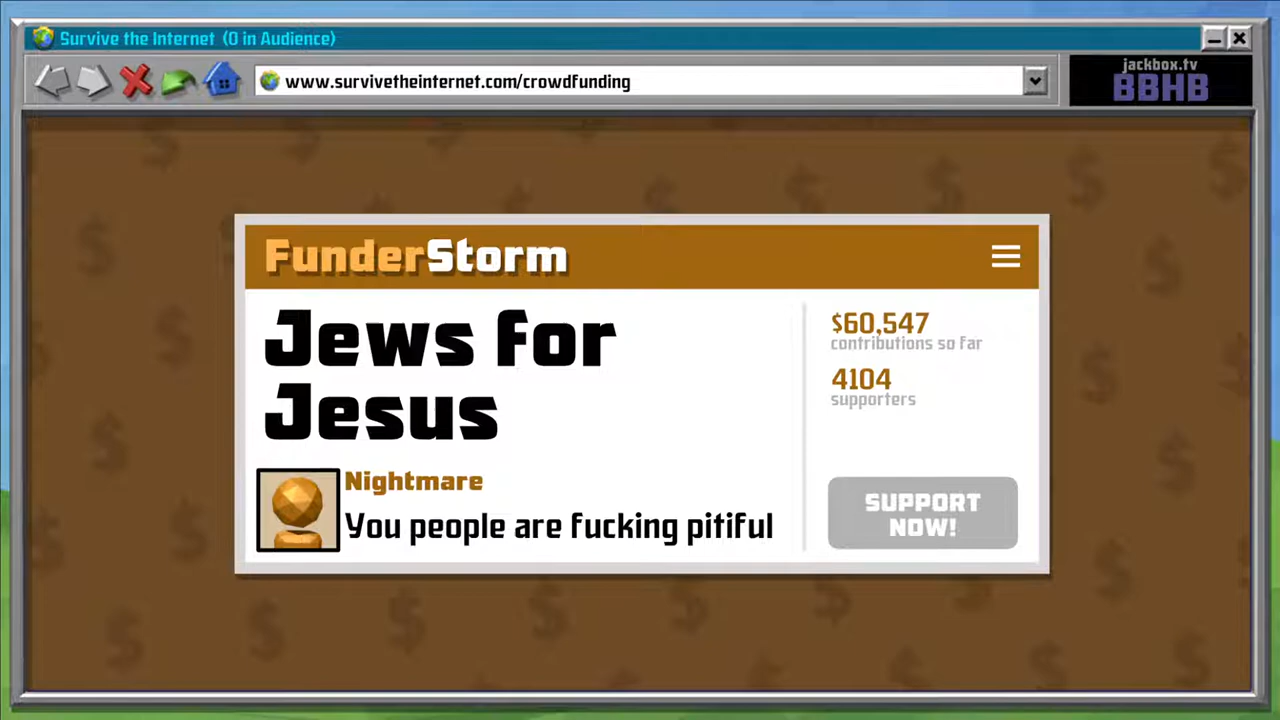 Survive the Internet (0 in Audience)
www.survivetheinternet.com/crowdfunding
jackbox.tv
BBHB
FunderStorm
Jews for
Jesus
Nightmare
You people are fucking pitiful
$60,547
contributions so far
4104
supporters
SUPPORT
NOW!